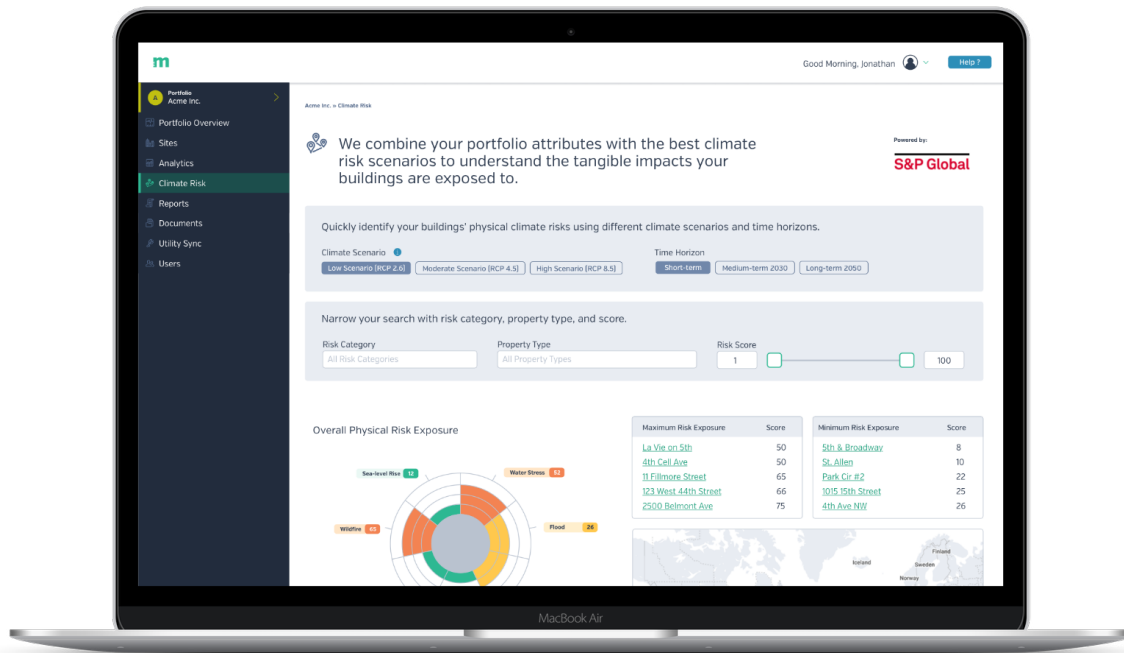 m
Good Morning, Jonathan
Help ?
A
Portfolio
Acme Inc.
Portfolio Overview
Sites
Analytics
Climate Risk
Reports
Documents
Utility Sync
Users
Acme Inc. » Climate Risk
We combine your portfolio attributes with the best climate
risk scenarios to understand the tangible impacts your
buildings are exposed to.
Powered by:
S&P Global
Quickly identify your buildings' physical climate risks using different climate scenarios and time horizons.
Climate Scenario
Time Horizon
Low Scenario [RCP 2.6] Moderate Scenario [RCP 4.5] High Scenario [RCP 8.5]
Short-term Medium-term 2030 Long-term 2050
Narrow your search with risk category, property type, and score.
Risk Category
Property Type
Risk Score
All Risk Categories
All Property Types
1
100
Overall Physical Risk Exposure
Sea-level Rise 12
Water Stress 52
Wildfire
Flood 26
Maximum Risk Exposure Score
La Vie on 5th 50
4th Cell Ave 50
11 Fillmore Street 65
123 West 44th Street 66
2500 Belmont Ave 75
Minimum Risk Exposure Score
5th & Broadway 8
St. Allen 10
Park Cir #2 22
1015 15th Street 25
4th Ave NW 26
Finland
Iceland
Sweden
Norway
MacBook Air